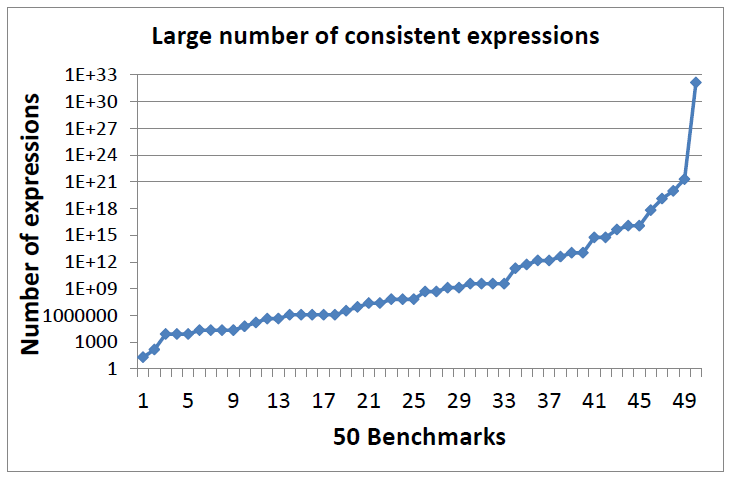 Large number of consistent expressions
Number of expressions
1E+33
1E+30
1E+27
1E+24
1E+21
1E+18
1E+15
1E+12
1E+09
1000000
1000
1
1 5 9 13 17 21 25 29 33 37 41 45 49
50 Benchmarks